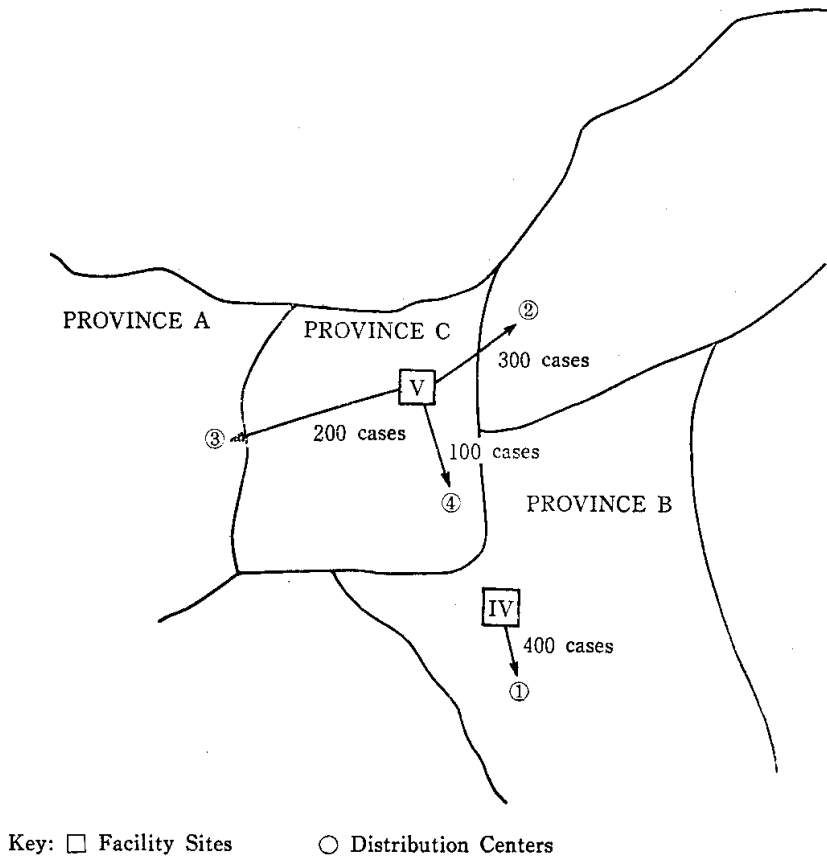 PROVINCE A
PROVINCE C
②
300 cases
V
③
200 cases
100 cases
④
PROVINCE B
IV
400 cases
①
Key: □ Facility Sites ○ Distribution Centers